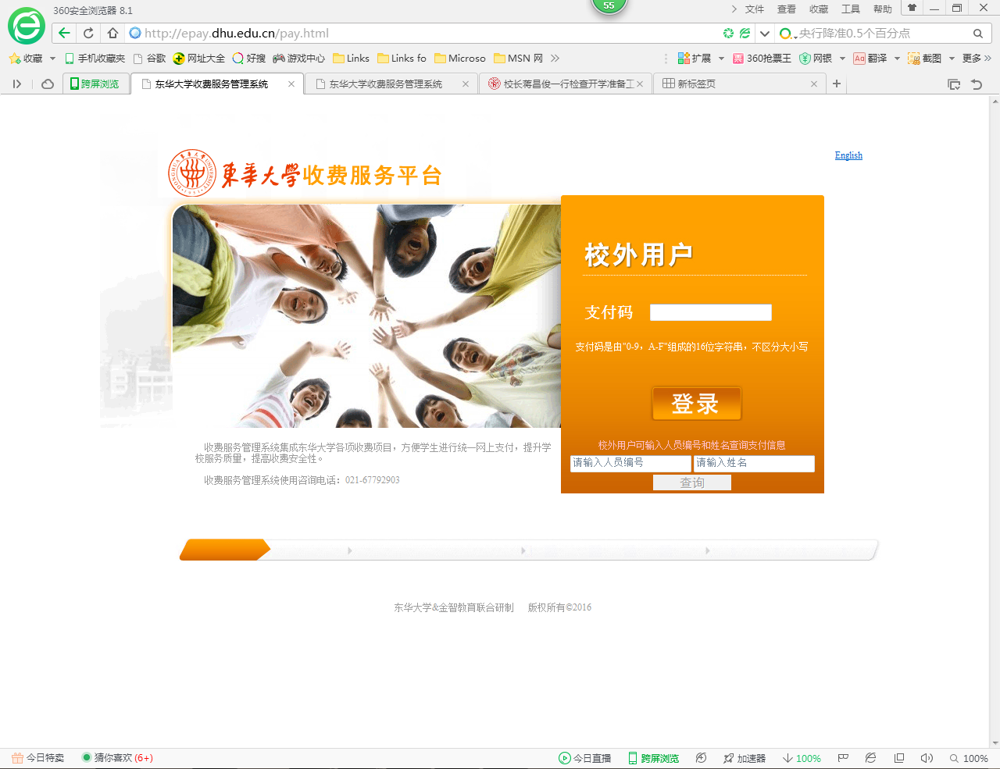 360安全浏览器 8.1
55
文件 查看 收藏 工具 帮助
http://epay.dhu.edu.cn/pay.html
央行降准0.5个百分点
收藏 手机收藏夹 谷歌 网址大全 好搜 游戏中心 Links Links fo Microso MSN 网 扩展 360抢票王 网银 翻译 截图 更多
跨屏浏览 东华大学收费服务管理系统 东华大学收费服务管理系统 校长蒋昌俊一行检查开学准备工 新标签页
English
東華大學收费服务平台
校外用户
支付码
支付码是由"0-9，A-F"组成的16位字符串，不区分大小写
登录
校外用户可输入人员编号和姓名查询支付信息
请输入人员编号 请输入姓名
查询
收费服务管理系统集成东华大学各项收费项目，方便学生进行统一网上支付，提升学
校服务质量，提高收费安全性。
收费服务管理系统使用咨询电话：021-67792903
东华大学&金智教育联合研制 版权所有©2016
今日特卖 猜你喜欢 (6+) 今日直播 跨屏浏览 加速器 100% 100%